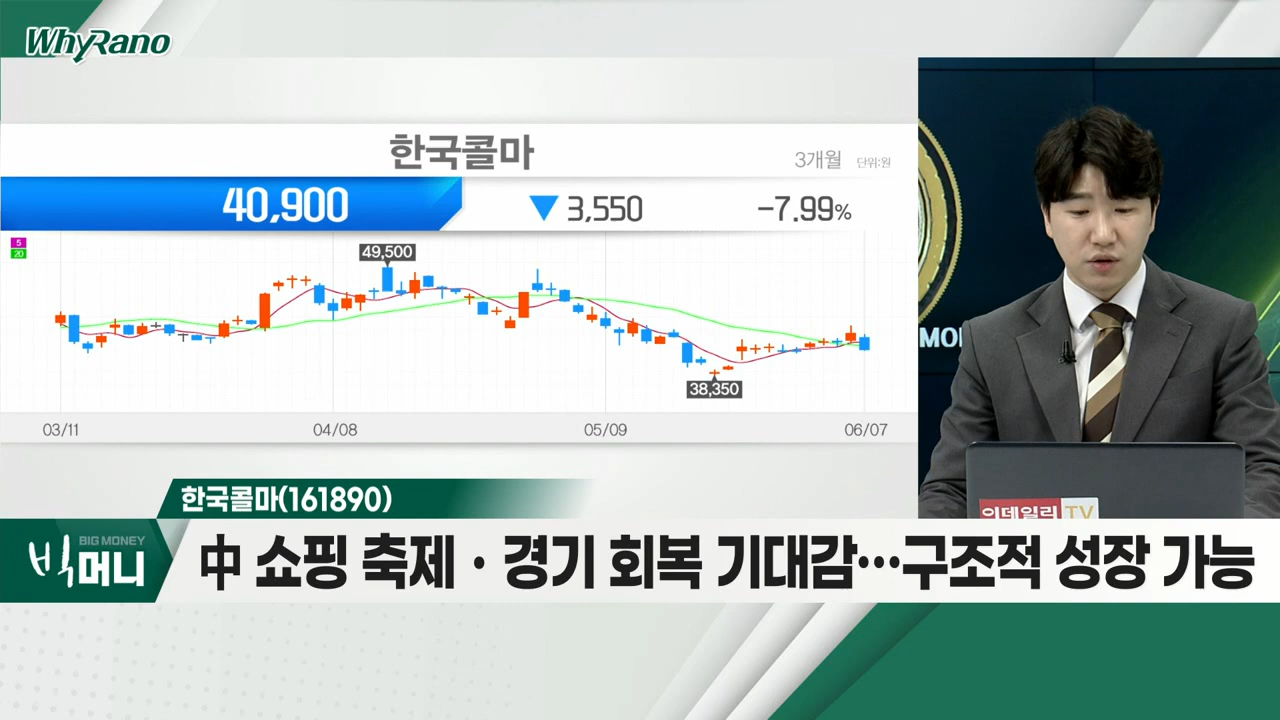 WhyRano
한국콜마
3개월 단위:원
40,900 ▼ 3,550 -7.99%
5
20
49,500
38,350
03/11 04/08 05/09 06/07
MO
이데일리 TV
한국콜마(161890)
BIG MONEY
빅머니
中 쇼핑 축제·경기 회복 기대감…구조적 성장 가능